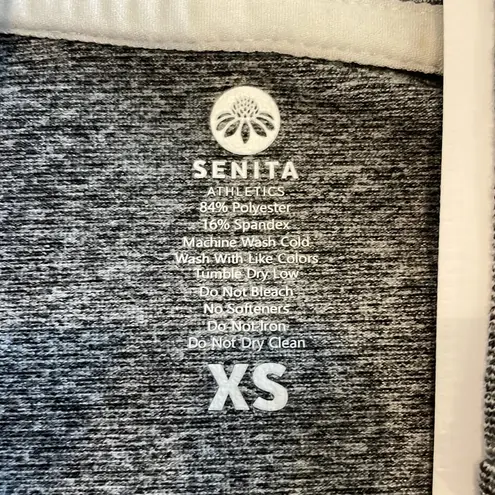 SENITA
ATHLETICS
84% Polyester
16% Spandex
Machine Wash Cold
Wash With Like Colors
Tumble Dry Low
Do Not Bleach
No Softeners
Do Not Iron
Do Not Dry Clean
XS